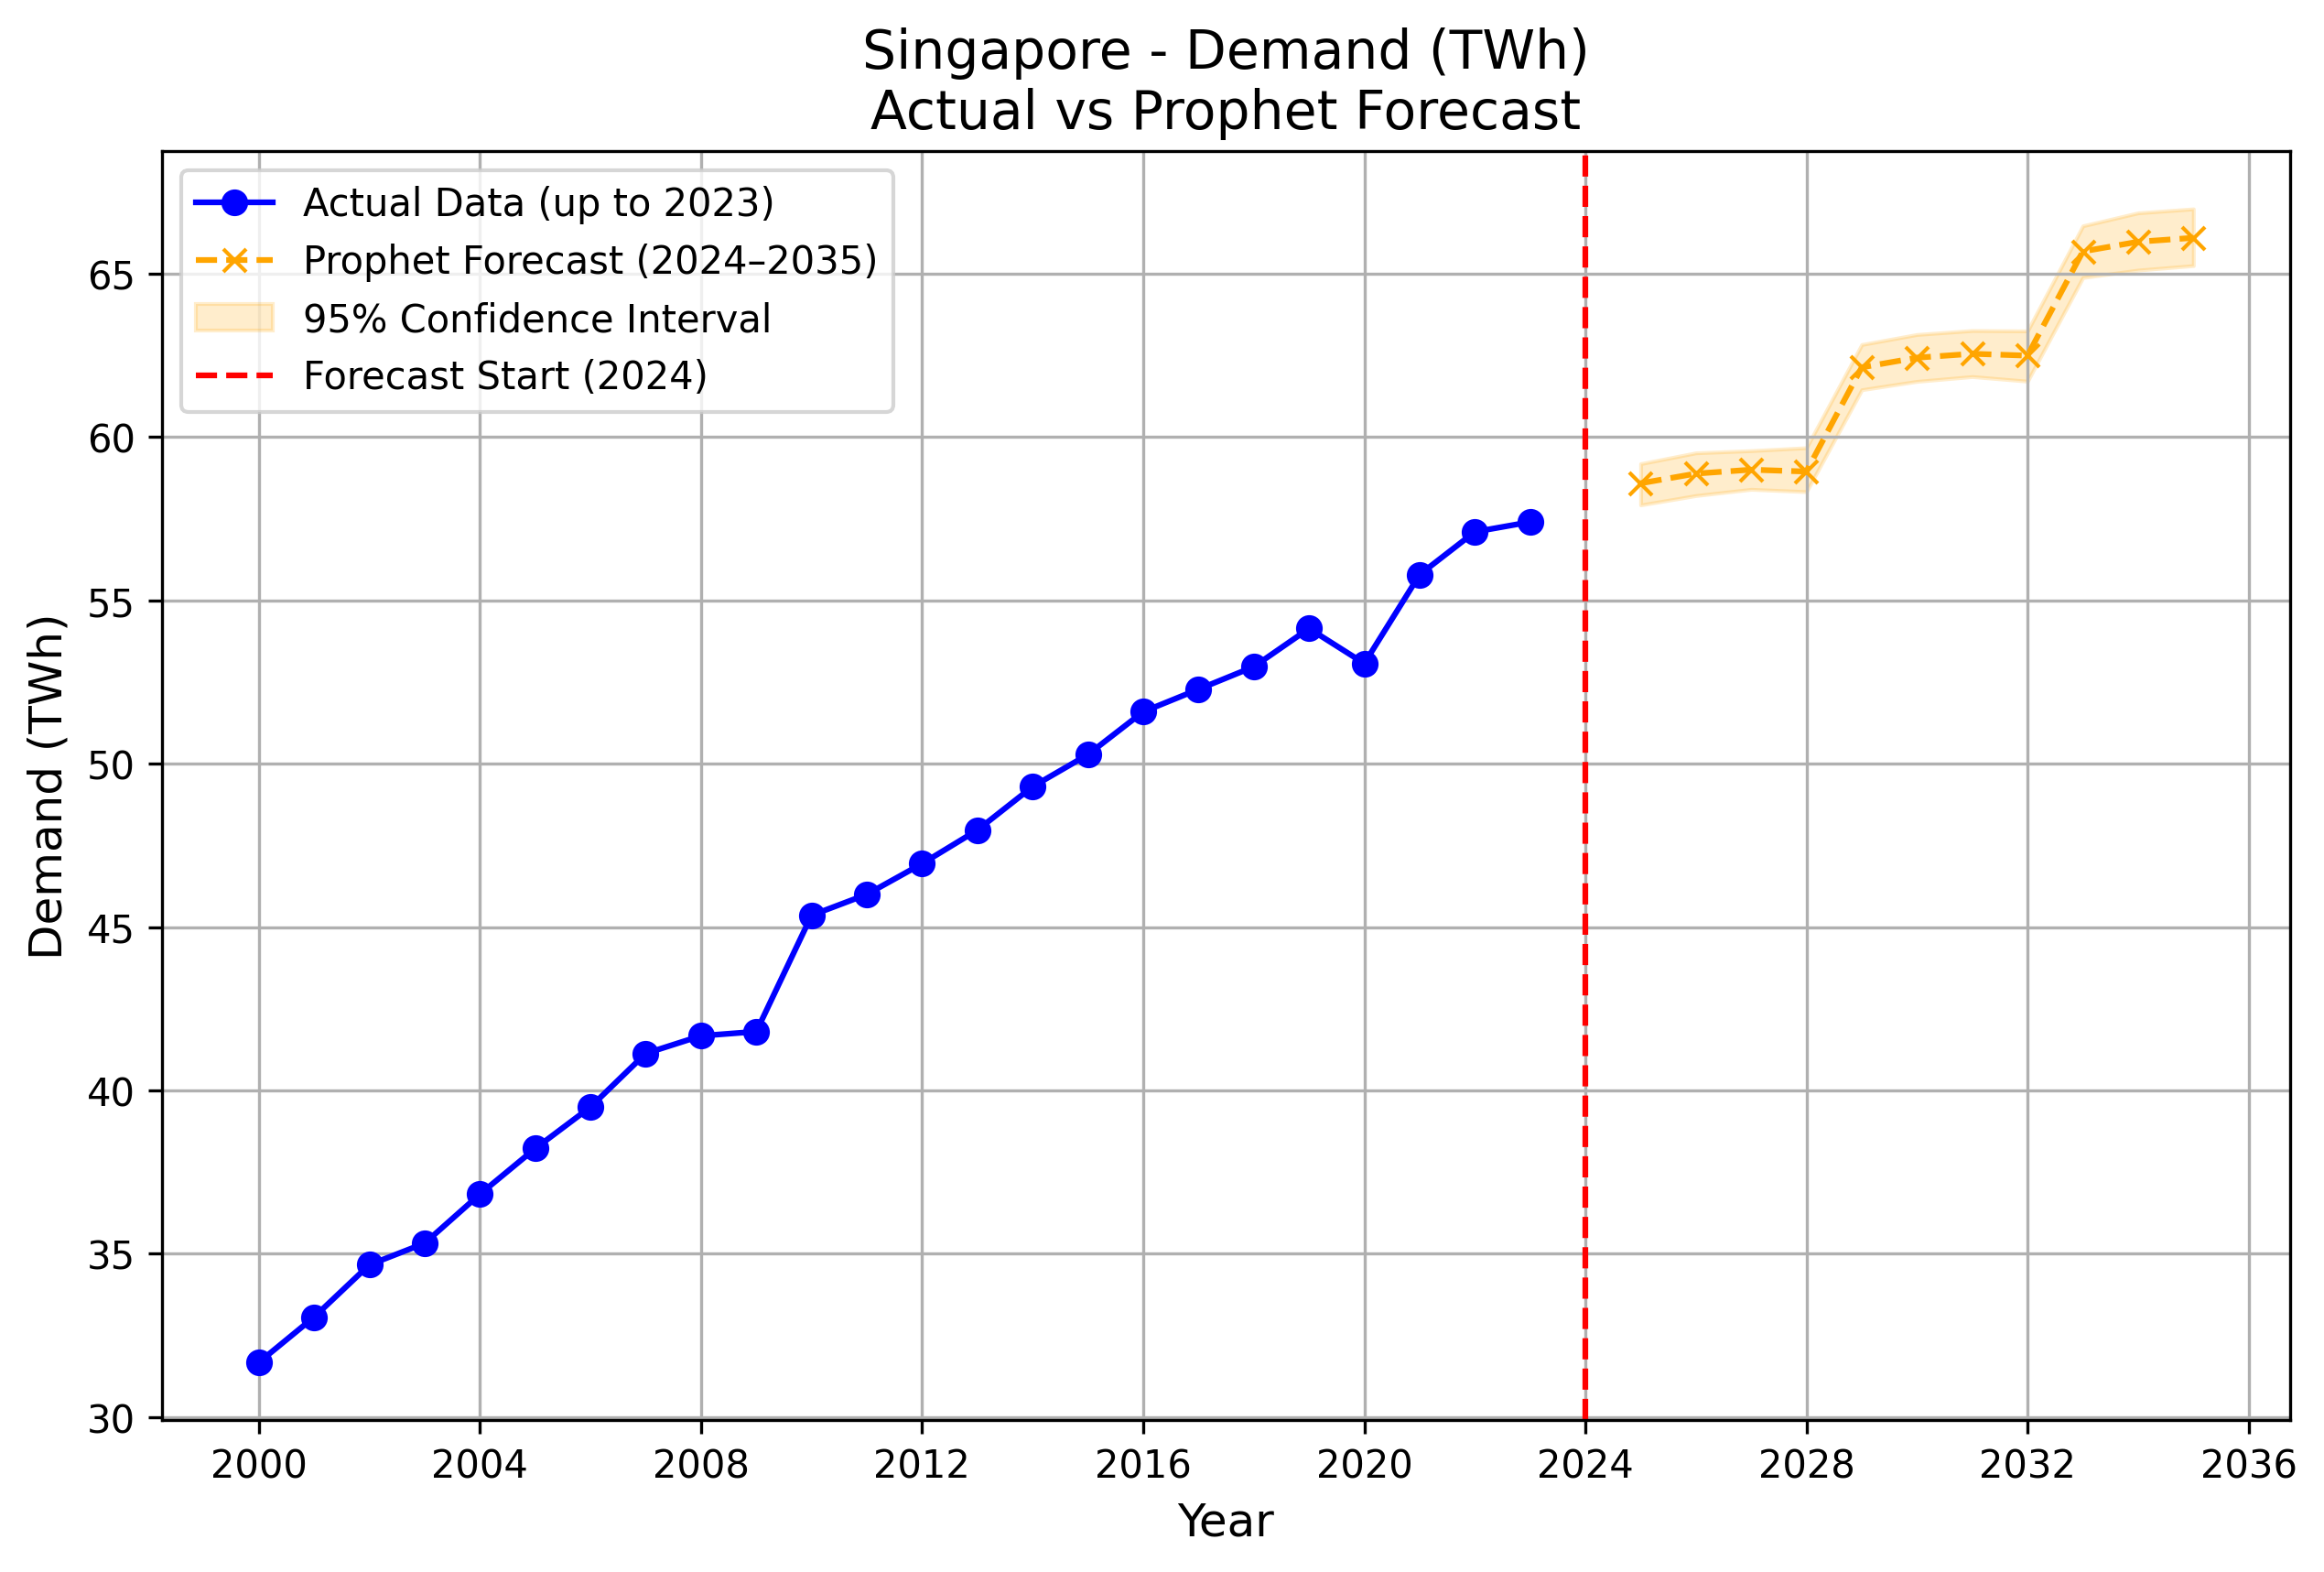 Singapore - Demand (TWh)
Actual vs Prophet Forecast
Actual Data (up to 2023)
Prophet Forecast (2024–2035)
95% Confidence Interval
Forecast Start (2024)
Demand (TWh)
65
60
55
50
45
40
35
30
2000 2004 2008 2012 2016 2020 2024 2028 2032 2036
Year